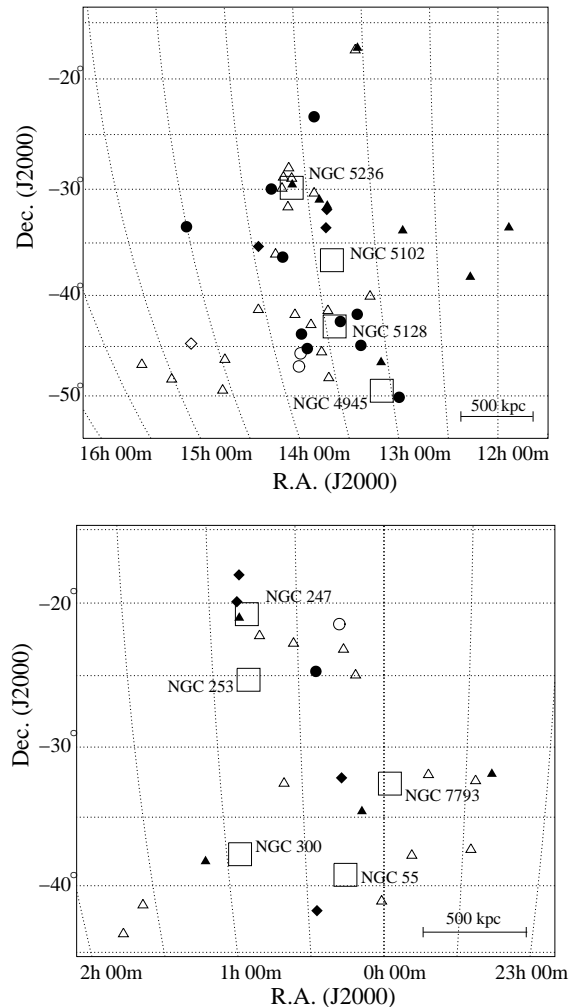 −20°
−30°
−40°
−50°
Dec. (J2000)
NGC 5236
NGC 5102
NGC 5128
NGC 4945
500 kpc
16h 00m 15h 00m 14h 00m 13h 00m 12h 00m
R.A. (J2000)
−20°
−30°
−40°
Dec. (J2000)
NGC 247
NGC 253
NGC 7793
NGC 300
NGC 55
500 kpc
2h 00m 1h 00m 0h 00m 23h 00m
R.A. (J2000)